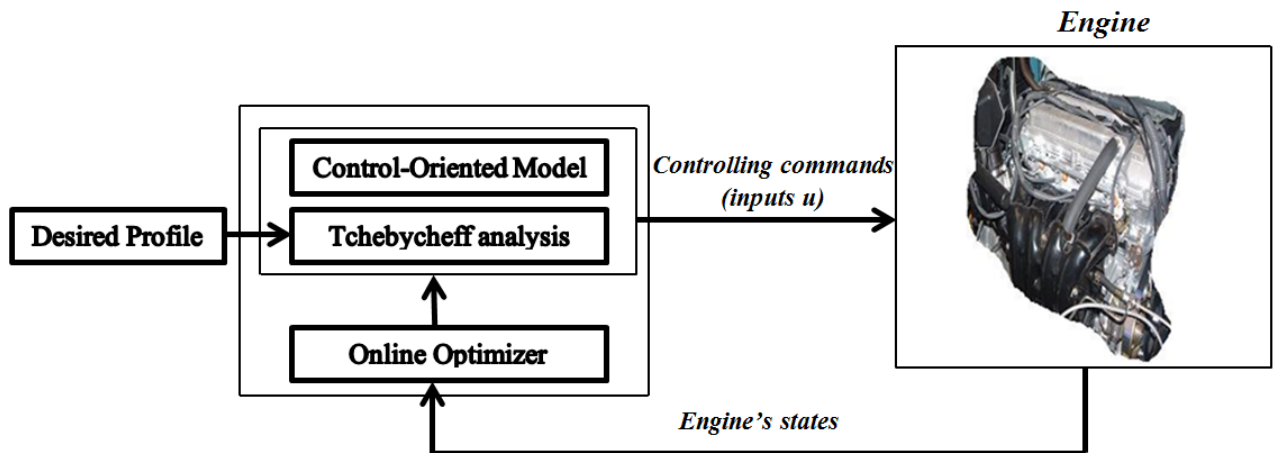 Engine
Control-Oriented Model
Controlling commands
(inputs u)
Desired Profile
Tchebycheff analysis
Online Optimizer
Engine's states